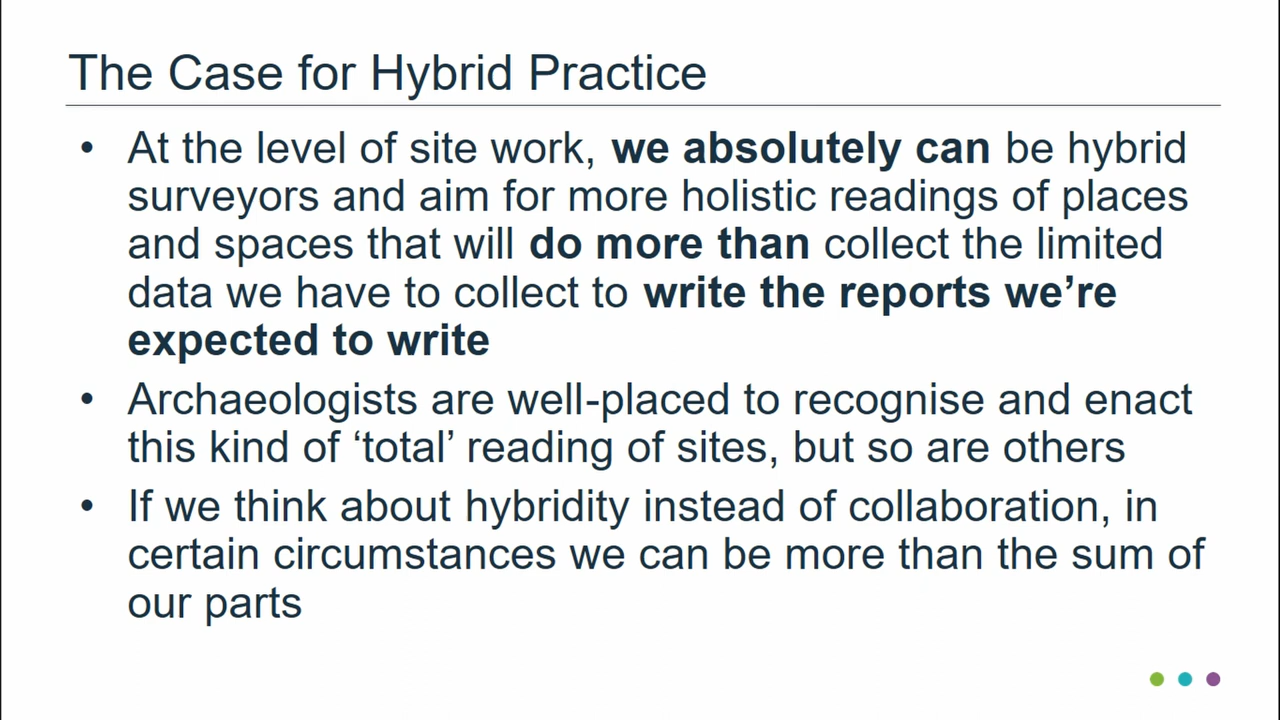 The Case for Hybrid Practice
• At the level of site work, we absolutely can be hybrid
surveyors and aim for more holistic readings of places
and spaces that will do more than collect the limited
data we have to collect to write the reports we’re
expected to write
• Archaeologists are well-placed to recognise and enact
this kind of ‘total’ reading of sites, but so are others
• If we think about hybridity instead of collaboration, in
certain circumstances we can be more than the sum of
our parts